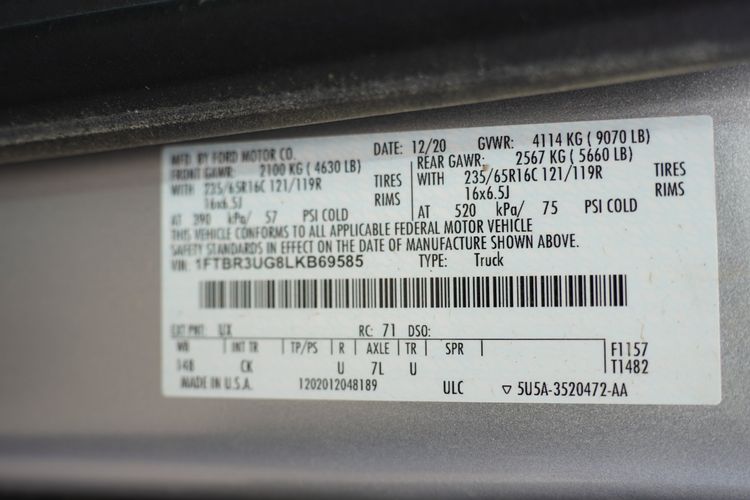 MFD. BY FORD MOTOR CO. DATE: 12/20 GVWR: 4114 KG ( 9070 LB)
FRONT GAWR: 2100 KG ( 4630 LB) REAR GAWR: 2567 KG ( 5660 LB)
WITH 235/65R16C 121/119R TIRES WITH 235/65R16C 121/119R TIRES
16x6.5J RIMS 16x6.5J RIMS
AT 390 kPa/ 57 PSI COLD AT 520 kPa/ 75 PSI COLD
THIS VEHICLE CONFORMS TO ALL APPLICABLE FEDERAL MOTOR VEHICLE
SAFETY STANDARDS IN EFFECT ON THE DATE OF MANUFACTURE SHOWN ABOVE.
VIN: 1FTBR3UG8LKB69585 TYPE: Truck
EXT PNT: UX RC: 71 DSO:
WB INT TR TP/PS R AXLE TR SPR F1157
148 CK U 7L U T1482
MADE IN U.S.A. 1202012048189 ULC ▽ 5U5A-3520472-AA